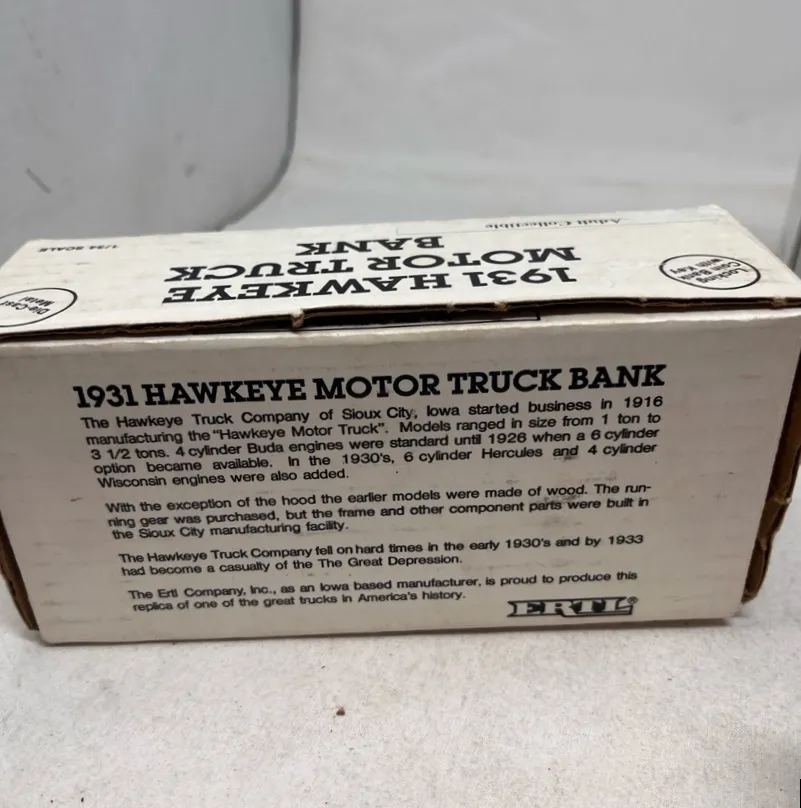 Adult Collectible
1/34 SCALE
1931 HAWKEYE
MOTOR TRUCK
BANK
Locking
Coin Bank
with Key
Die-Cast
Metal
1931 HAWKEYE MOTOR TRUCK BANK
The Hawkeye Truck Company of Sioux City, Iowa started business in 1916
manufacturing the "Hawkeye Motor Truck". Models ranged in size from 1 ton to
3 1/2 tons. 4 cylinder Buda engines were standard until 1926 when a 6 cylinder
option became available. In the 1930's, 6 cylinder Hercules and 4 cylinder
Wisconsin engines were also added.
With the exception of the hood the earlier models were made of wood. The run-
ning gear was purchased, but the frame and other component parts were built in
the Sioux City manufacturing facility.
The Hawkeye Truck Company fell on hard times in the early 1930's and by 1933
had become a casualty of the The Great Depression.
The Ertl Company, Inc., as an Iowa based manufacturer, is proud to produce this
replica of one of the great trucks in America's history.
ERTL®